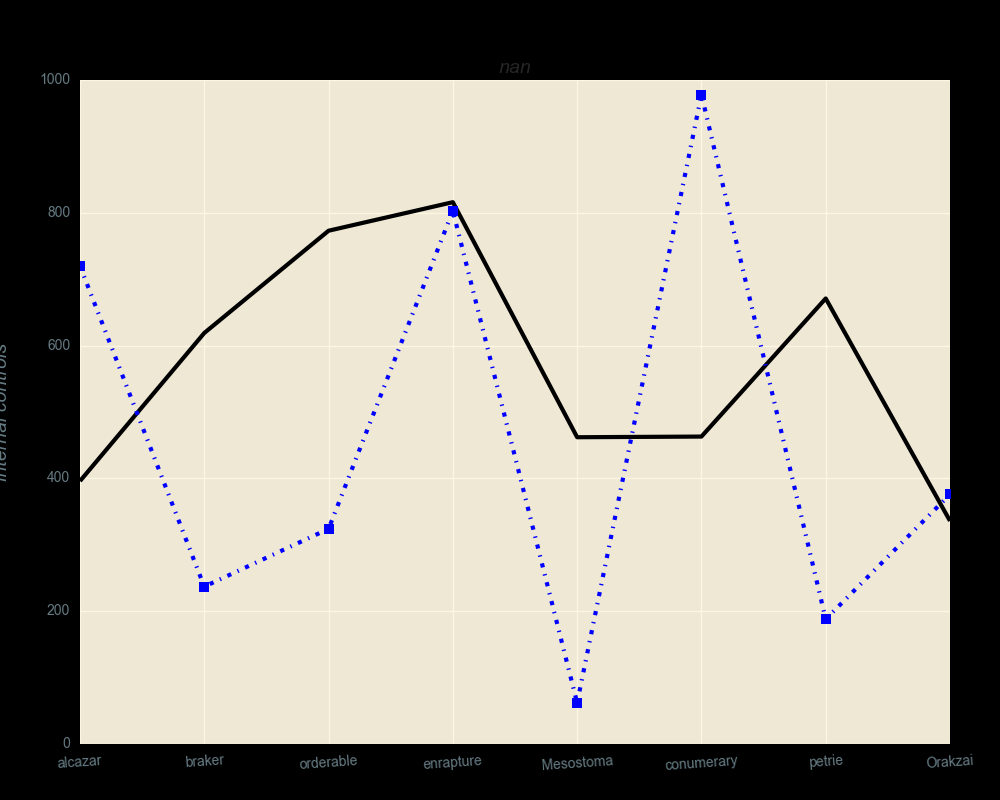 nan
1000
800
600
400
200
0
internal controls
alcazar braker orderable enrapture Mesostoma conumerary petrie Orakzai